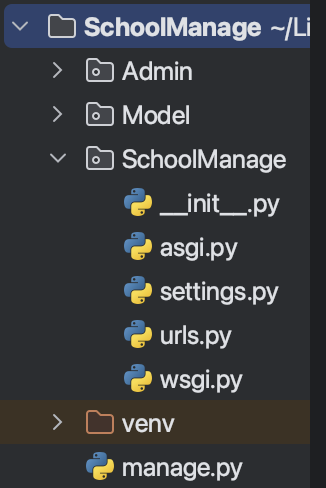 SchoolManage ~/Li
Admin
Model
SchoolManage
__init__.py
asgi.py
settings.py
urls.py
wsgi.py
venv
manage.py